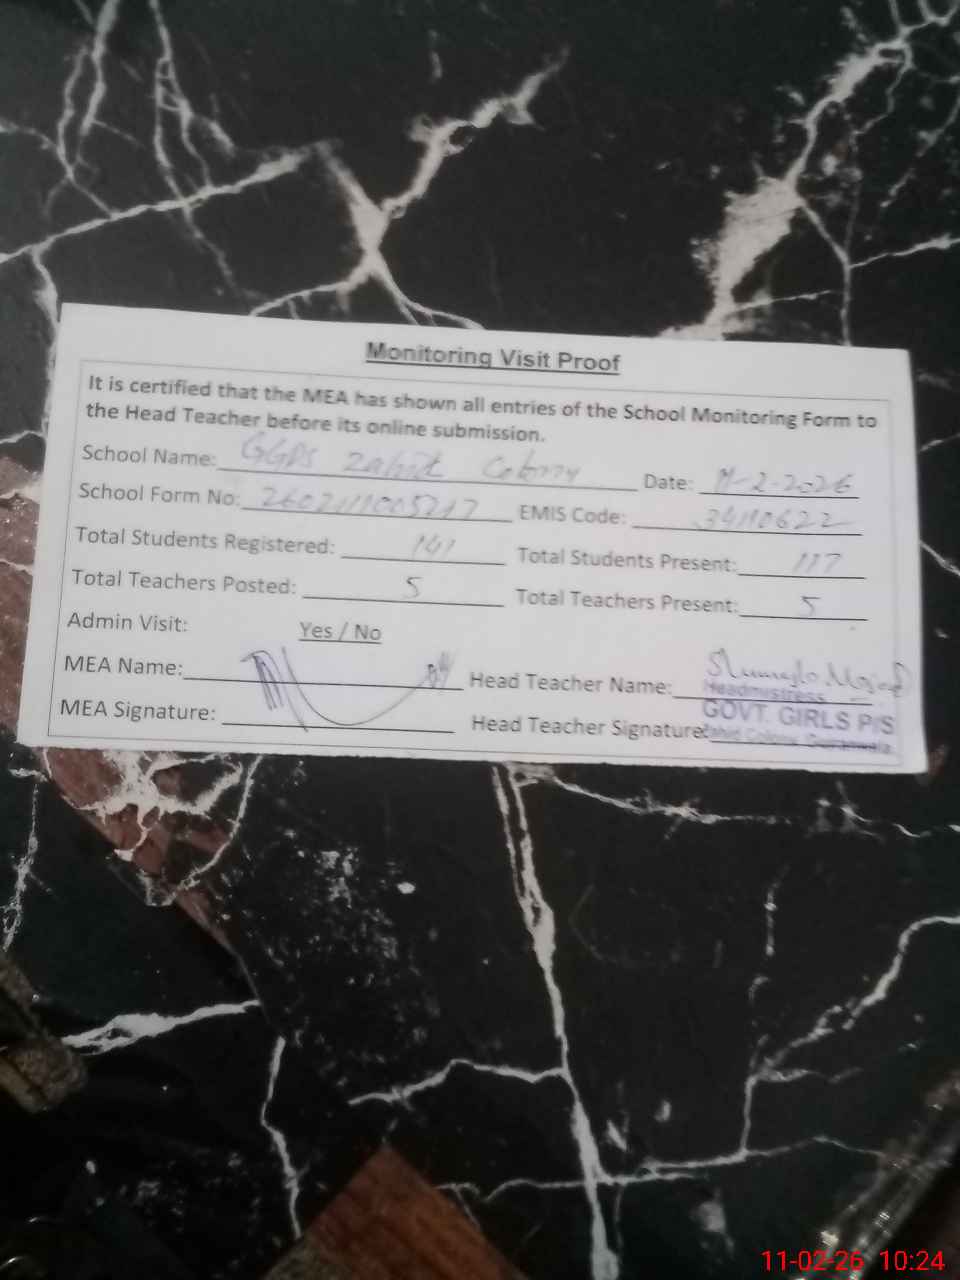 Monitoring Visit Proof
It is certified that the MEA has shown all entries of the School Monitoring Form to
the Head Teacher before its online submission.
School Name: GGPS Zahid Colony Date: 11-2-2026
School Form No: EMIS Code: 34110622
Total Students Registered: 141 Total Students Present: 117
Total Teachers Posted: 5 Total Teachers Present: 5
Admin Visit: Yes / No
MEA Name: Head Teacher Name:
Headmistress
MEA Signature: Head Teacher Signature:
GOVT. GIRLS P/S
Zahid Colony
11-02-26 10:24